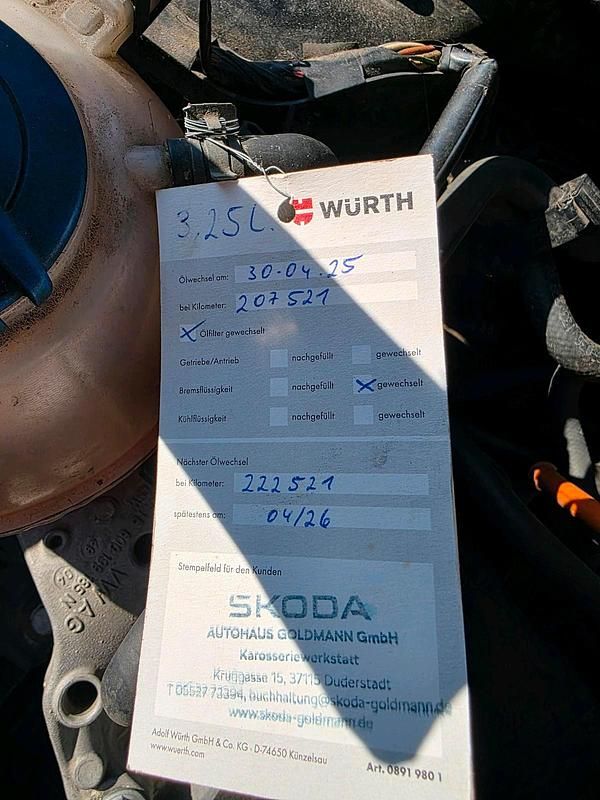 3,25L.
WÜRTH
Ölwechsel am: 30.04.25
bei Kilometer: 207521
X Ölfilter gewechselt
Getriebe/Antrieb nachgefüllt gewechselt
Bremsflüssigkeit nachgefüllt X gewechselt
Kühlflüssigkeit nachgefüllt gewechselt
Nächster Ölwechsel
bei Kilometer: 222521
spätestens am: 04/26
Stempelfeld für den Kunden
SKODA
AUTOHAUS GOLDMANN GmbH
Karosseriewerkstatt
Kruggasse 15, 37115 Duderstadt
T 05527 73394, buchhaltung@skoda-goldmann.de
www.skoda-goldmann.de
Adolf Würth GmbH & Co. KG · D-74650 Künzelsau
www.wuerth.com
Art. 0891 980 1
VW AG